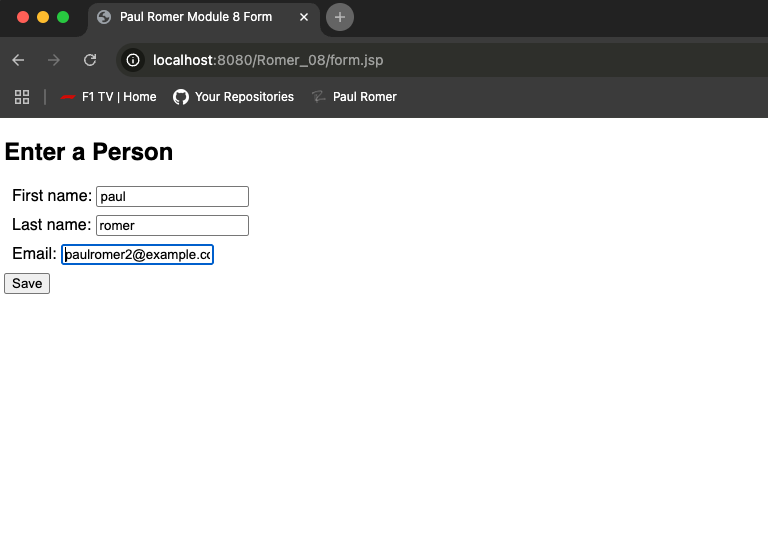 Paul Romer Module 8 Form
localhost:8080/Romer_08/form.jsp
F1 TV | Home Your Repositories Paul Romer
Enter a Person
First name: paul
Last name: romer
Email: paulromer2@example.co
Save